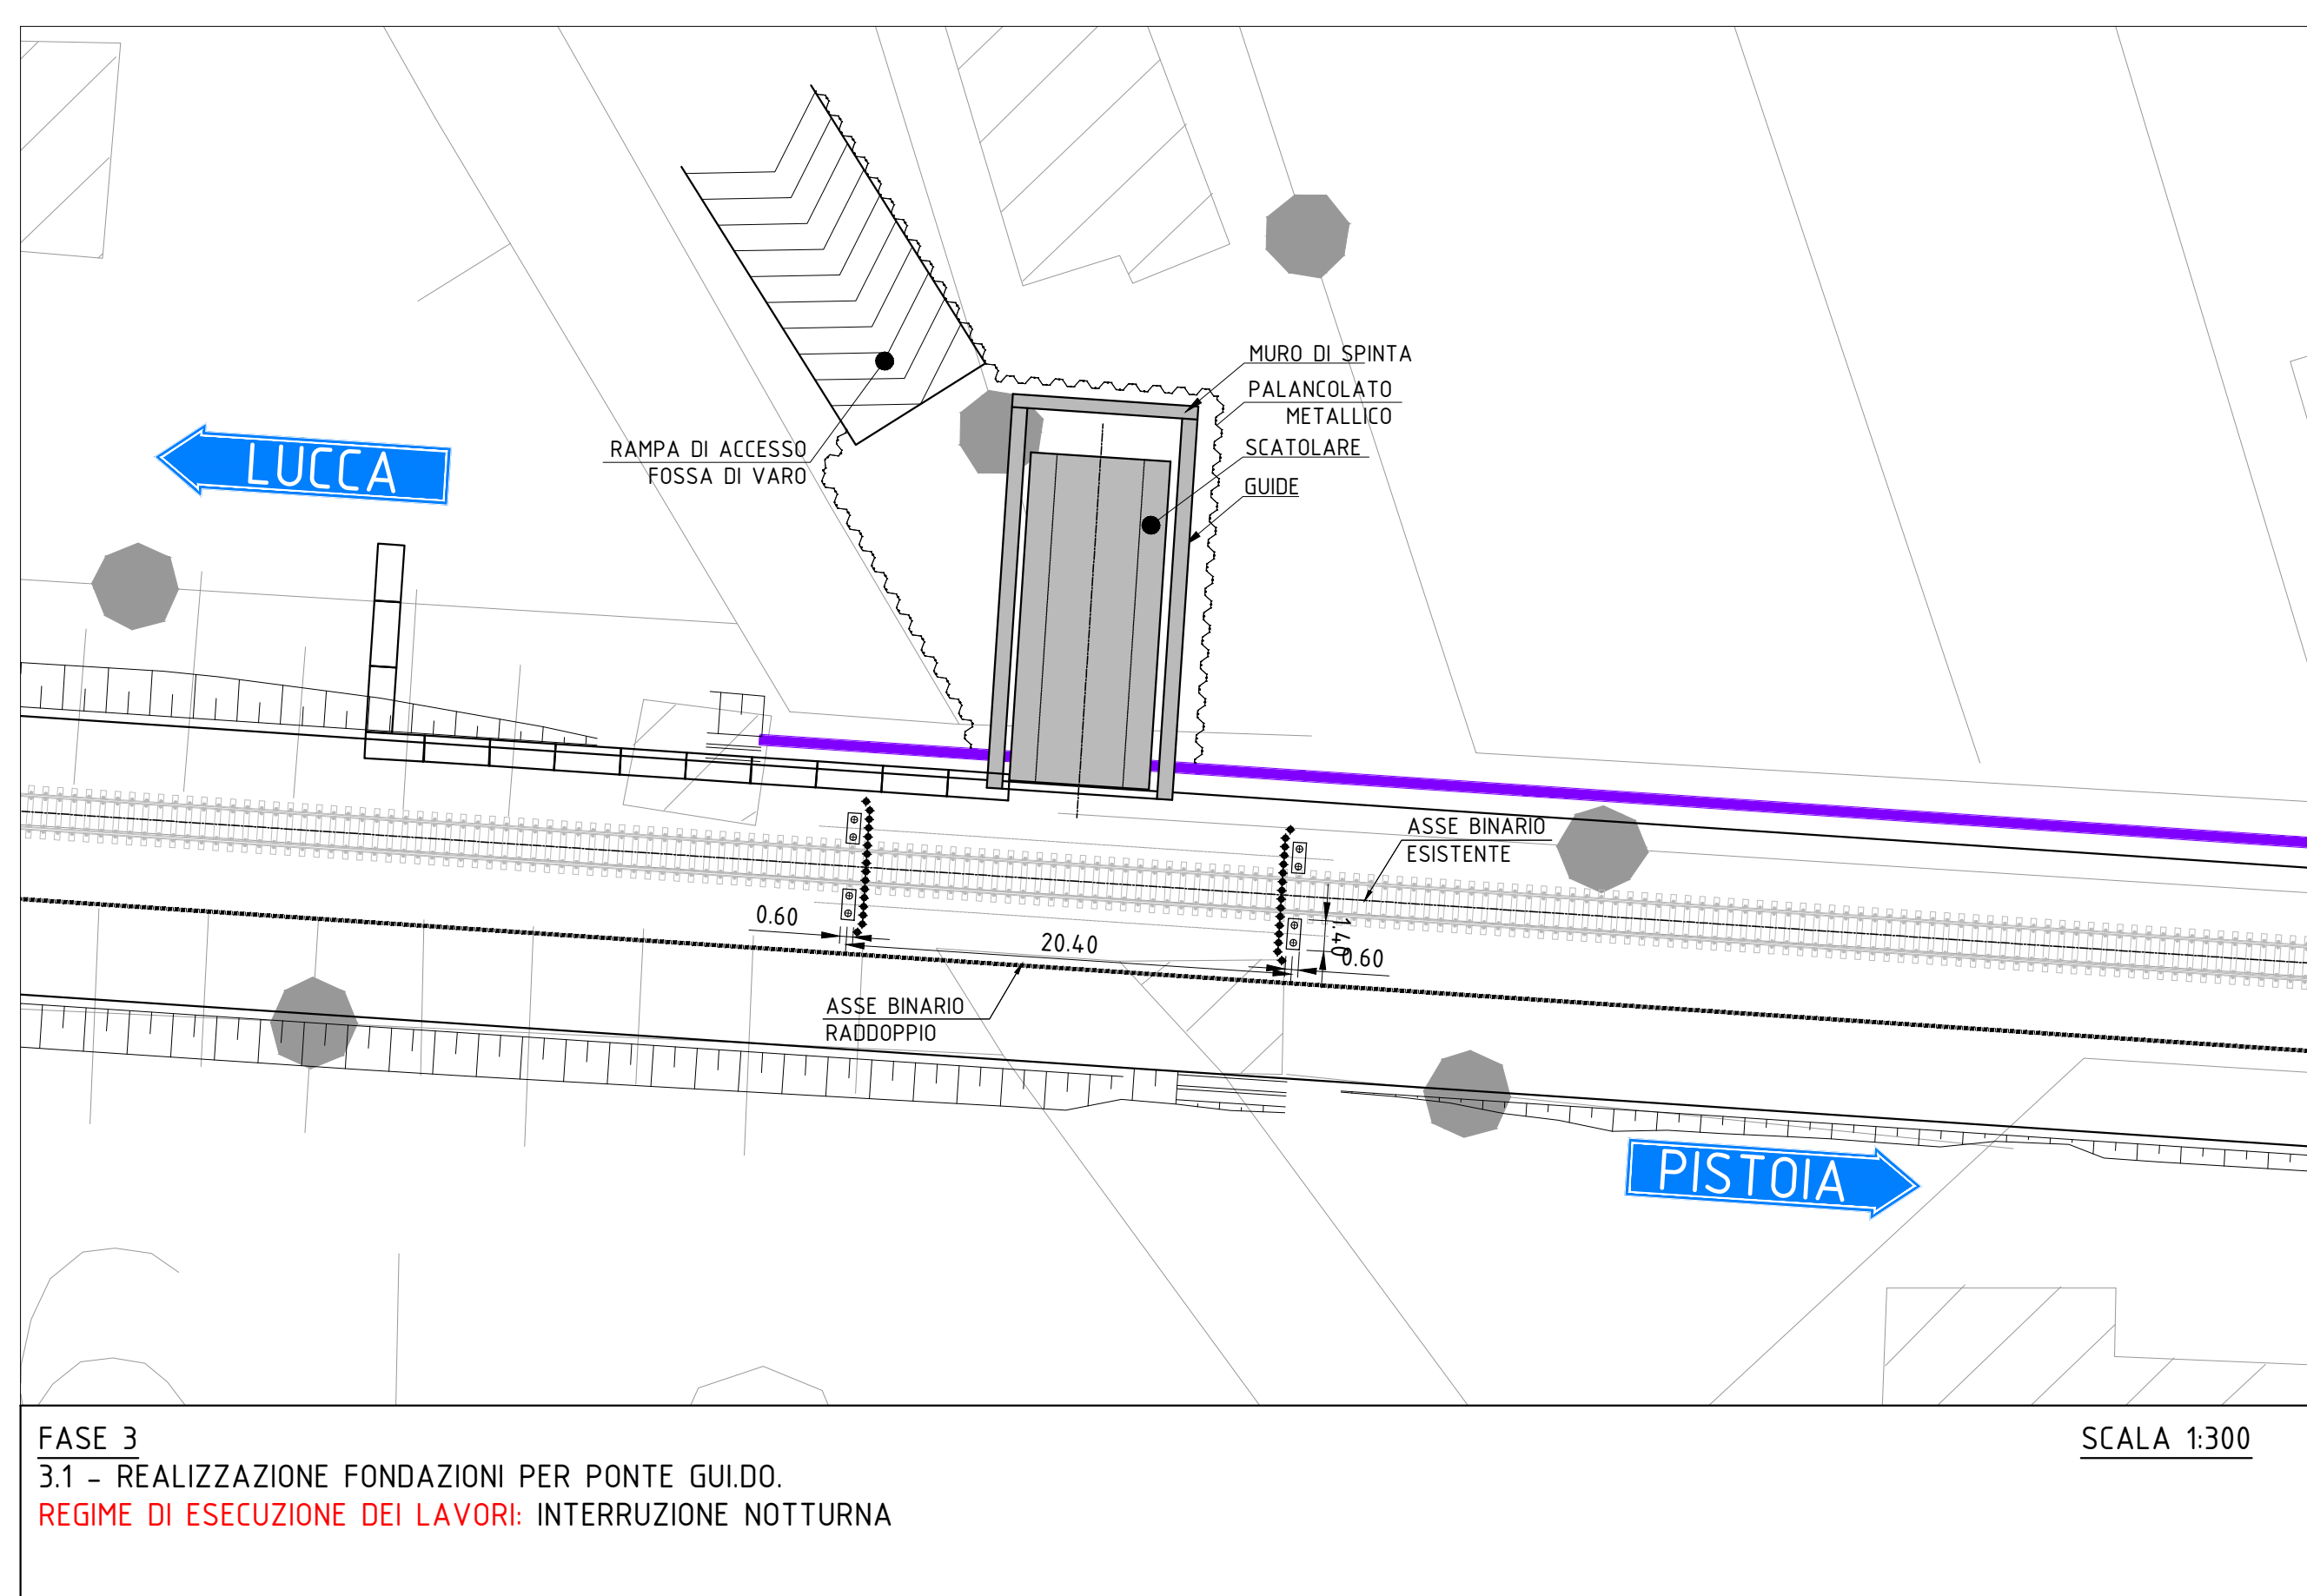 MURO DI SPINTA
PALANCOLATO
METALLICO
SCATOLARE
GUIDE
RAMPA DI ACCESSO
FOSSA DI VARO
LUCCA
ASSE BINARIO
ESISTENTE
0.60
20.40
1.40
0.60
ASSE BINARIO
RADDOPPIO
PISTOIA
FASE 3
SCALA 1:300
3.1 - REALIZZAZIONE FONDAZIONI PER PONTE GUI.DO.
REGIME DI ESECUZIONE DEI LAVORI: INTERRUZIONE NOTTURNA